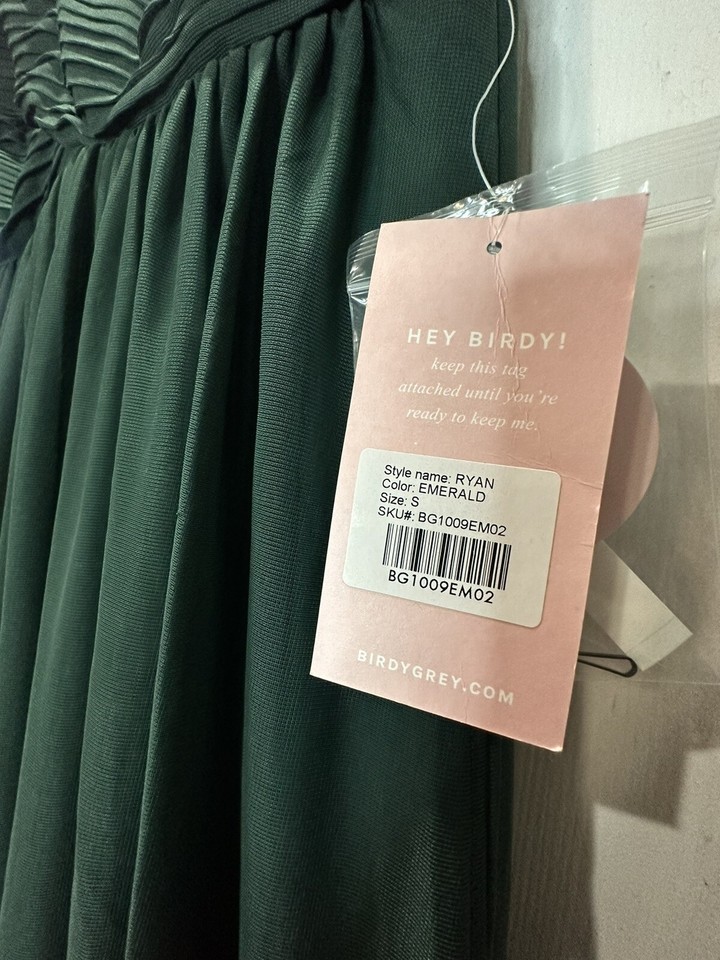 HEY BIRDY!
keep this tag
attached until you're
ready to keep me.
Style name: RYAN
Color: EMERALD
Size: S
SKU#: BG1009EM02
BG1009EM02
BIRDYGREY.COM